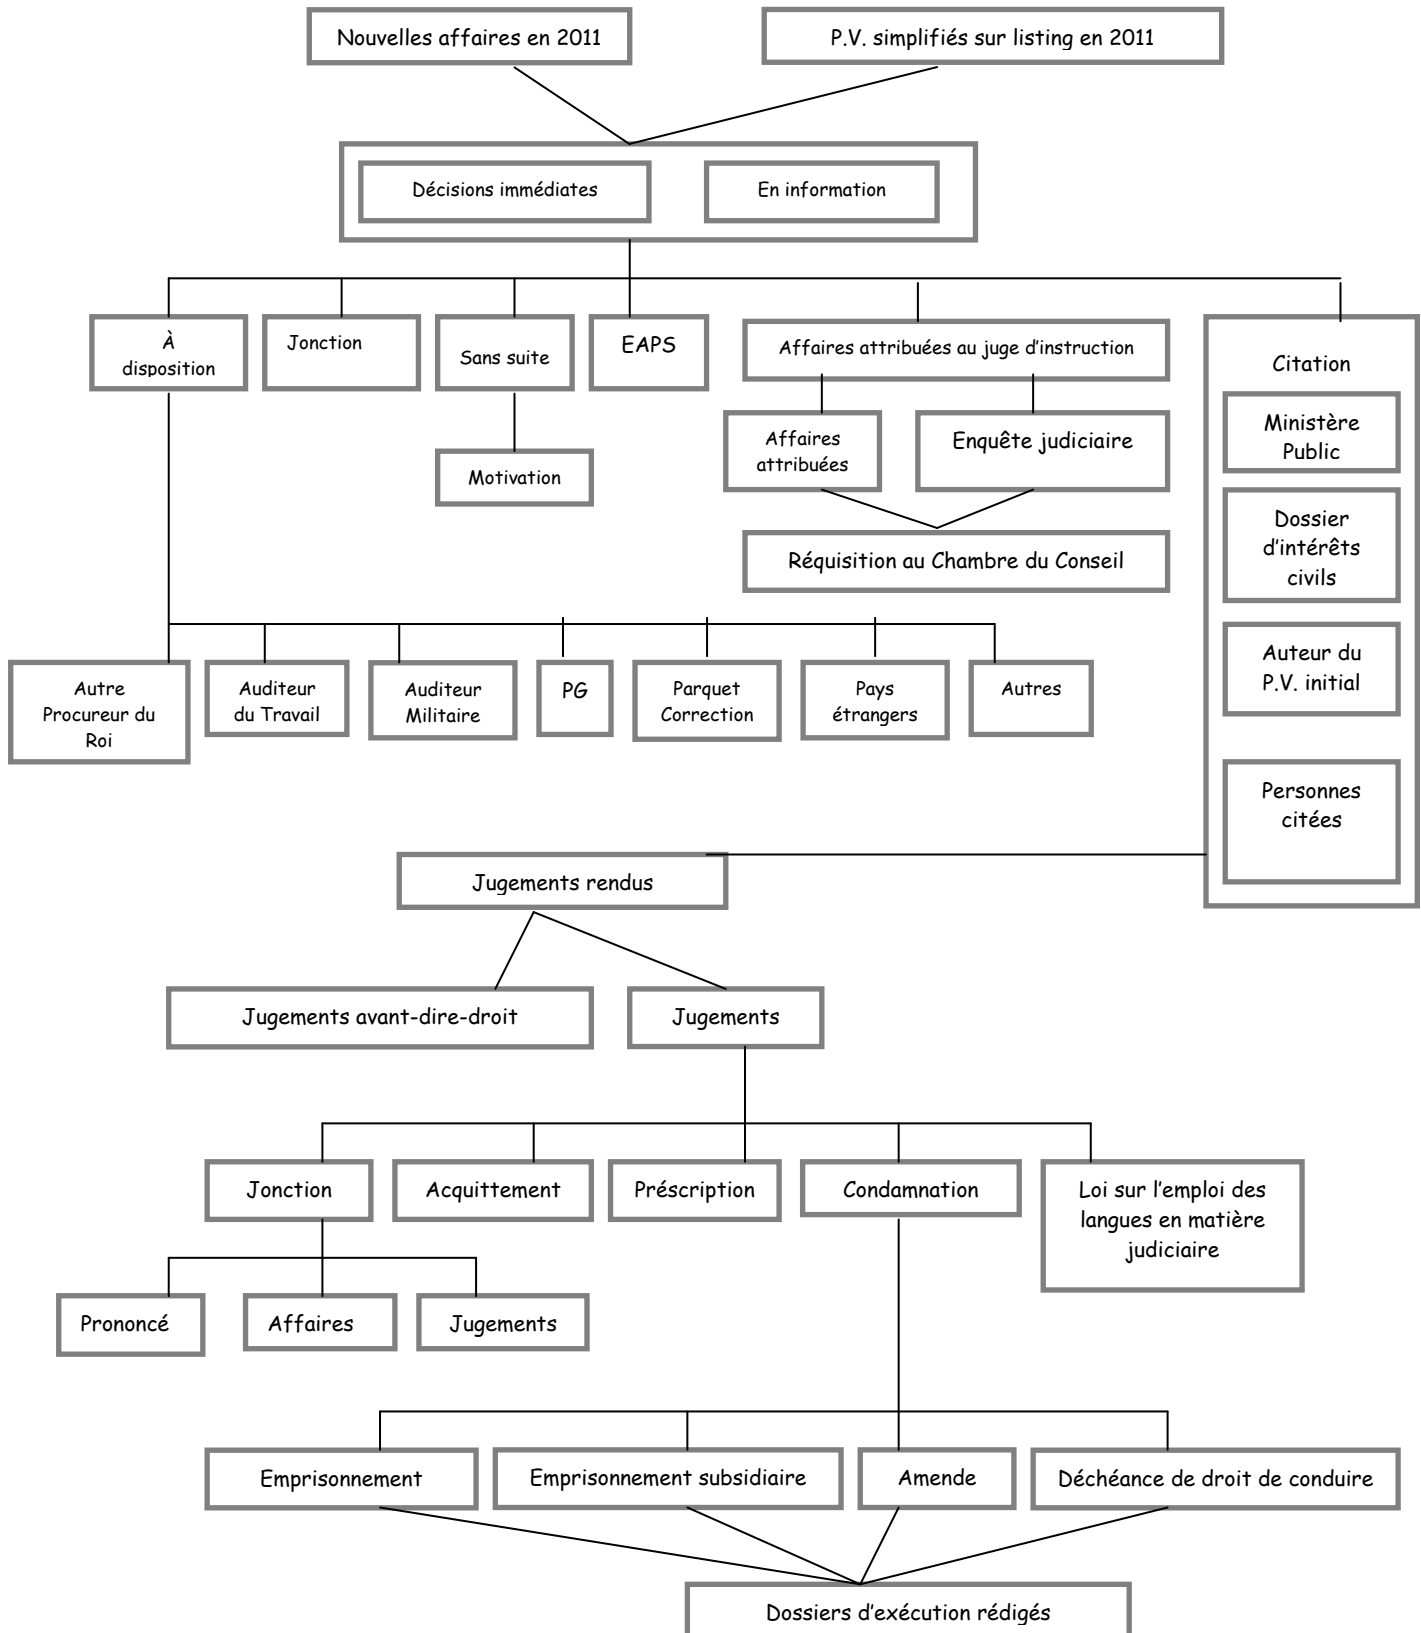 Nouvelles affaires en 2011
P.V. simplifiés sur listing en 2011
Décisions immédiates
En information
À
disposition
Jonction
Sans suite
EAPS
Affaires attribuées au juge d'instruction
Citation
Ministère
Public
Affaires
attribuées
Enquête judiciaire
Motivation
Dossier
d'intérêts
civils
Réquisition au Chambre du Conseil
Auteur du
P.V. initial
Autre
Procureur du
Roi
Auditeur
du Travail
Auditeur
Militaire
PG
Parquet
Correction
Pays
étrangers
Autres
Personnes
citées
Jugements rendus
Jugements avant-dire-droit
Jugements
Jonction
Acquittement
Préscription
Condamnation
Loi sur l'emploi des
langues en matière
judiciaire
Prononcé
Affaires
Jugements
Emprisonnement
Emprisonnement subsidiaire
Amende
Déchéance de droit de conduire
Dossiers d'exécution rédigés